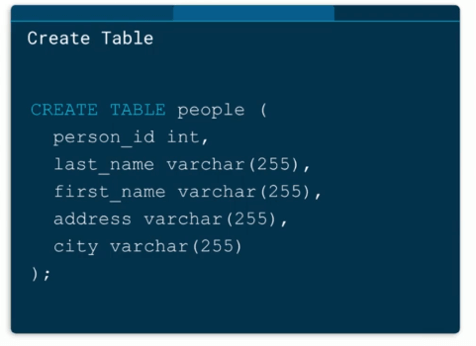 Create Table
CREATE TABLE people (
person_id int,
last_name varchar(255),
first_name varchar(255),
address varchar(255),
city varchar(255)
);